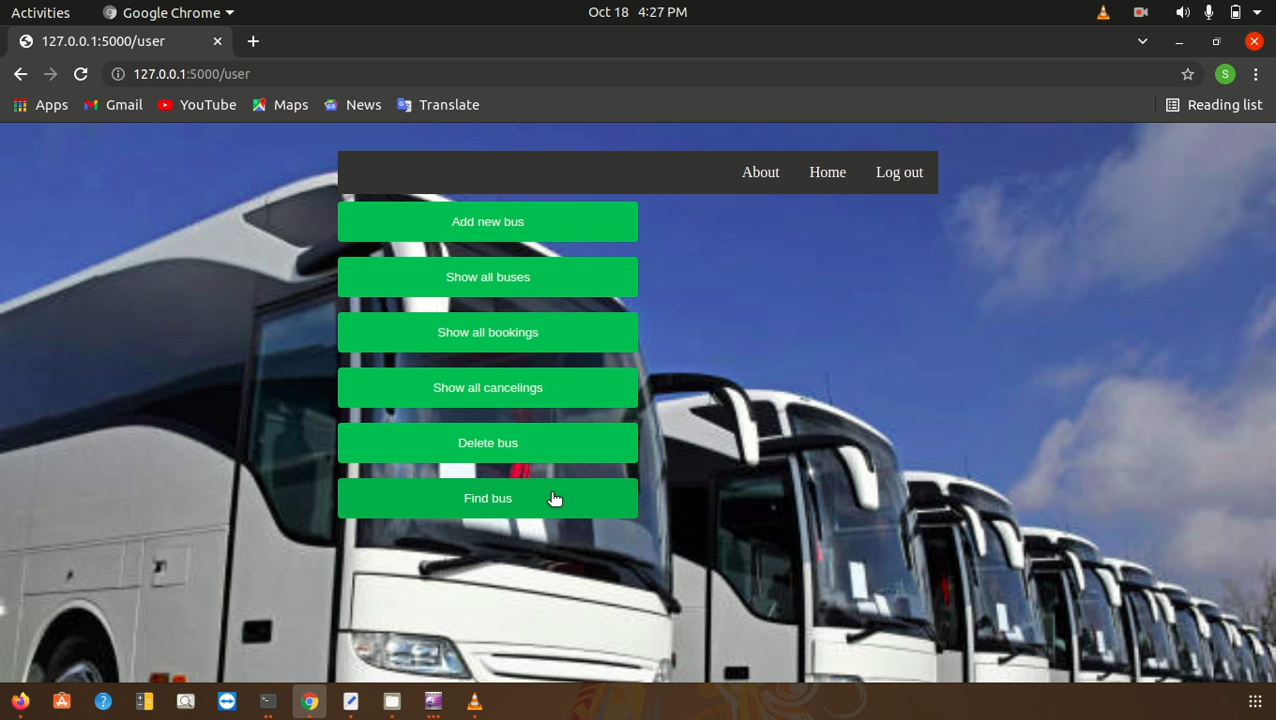 Activities Google Chrome Oct 18 4:27 PM
127.0.0.1:5000/user
127.0.0.1:5000/user S
Apps Gmail YouTube Maps News Translate Reading list
About Home Log out
Add new bus
Show all buses
Show all bookings
Show all cancelings
Delete bus
Find bus